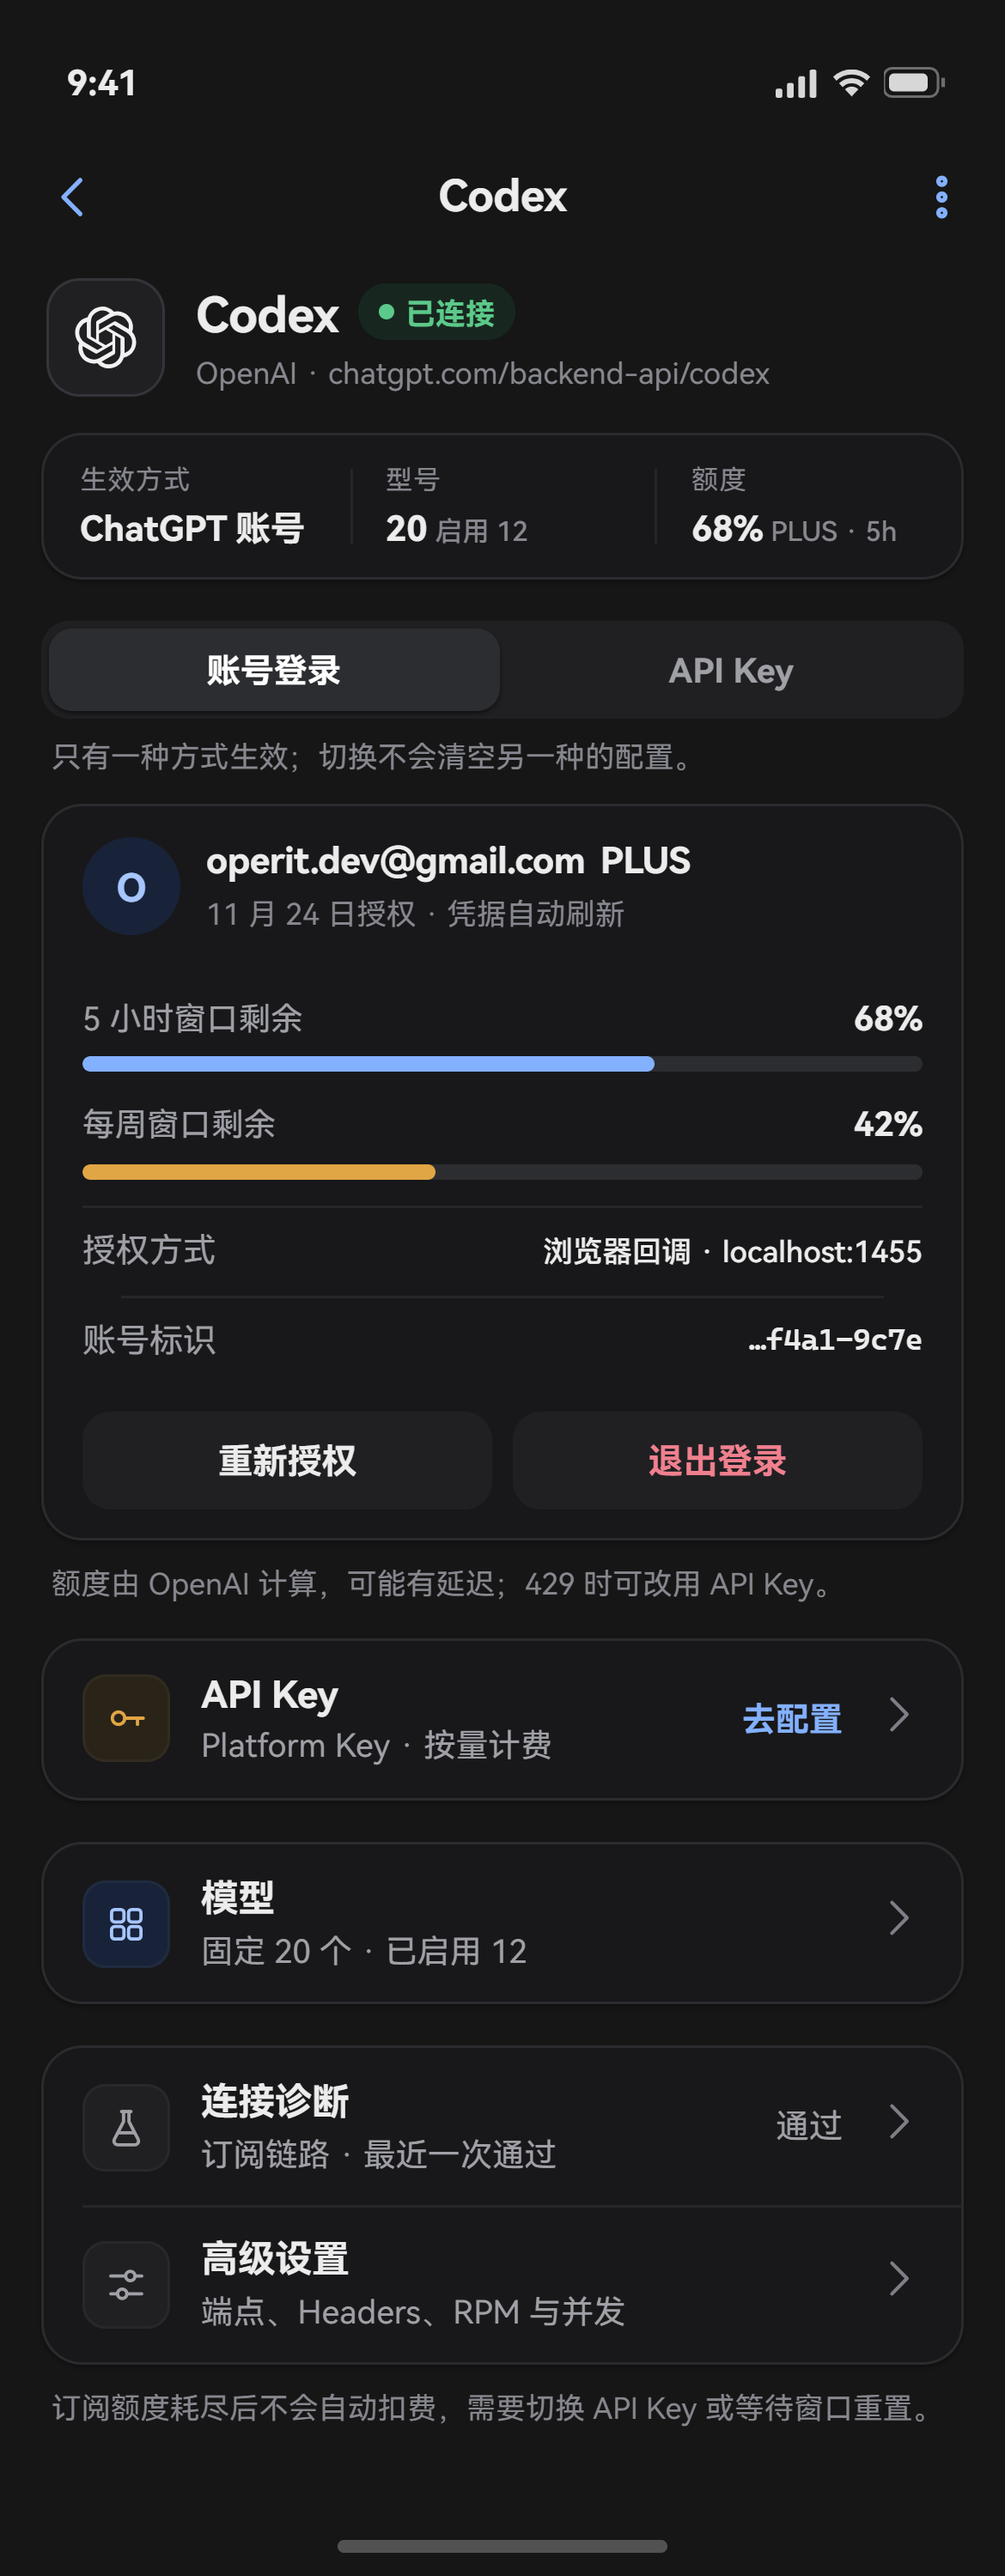 9:41
Codex
Codex 已连接
OpenAI · chatgpt.com/backend-api/codex
生效方式 型号 额度
ChatGPT 账号 20 启用 12 68% PLUS · 5h
账号登录 API Key
只有一种方式生效；切换不会清空另一种的配置。
O
operit.dev@gmail.com PLUS
11 月 24 日授权 · 凭据自动刷新
5 小时窗口剩余 68%
每周窗口剩余 42%
授权方式 浏览器回调 · localhost:1455
账号标识 …f4a1-9c7e
重新授权 退出登录
额度由 OpenAI 计算，可能有延迟；429 时可改用 API Key。
API Key
Platform Key · 按量计费
去配置
模型
固定 20 个 · 已启用 12
连接诊断
订阅链路 · 最近一次通过
通过
高级设置
端点、Headers、RPM 与并发
订阅额度耗尽后不会自动扣费，需要切换 API Key 或等待窗口重置。